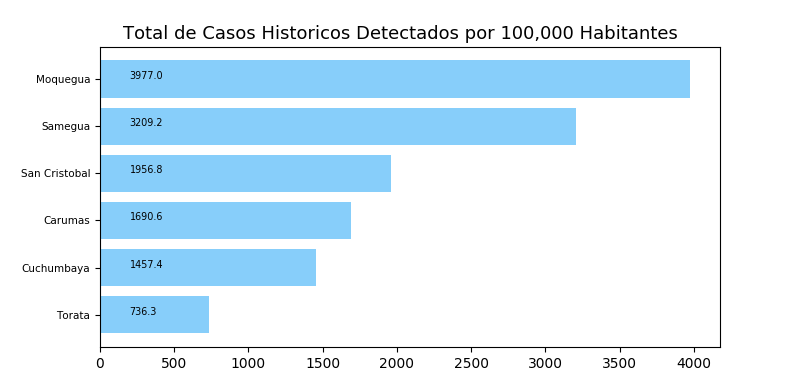 Total de Casos Historicos Detectados por 100,000 Habitantes
Moquegua 3977.0
Samegua 3209.2
San Cristobal 1956.8
Carumas 1690.6
Cuchumbaya 1457.4
Torata 736.3
0 500 1000 1500 2000 2500 3000 3500 4000